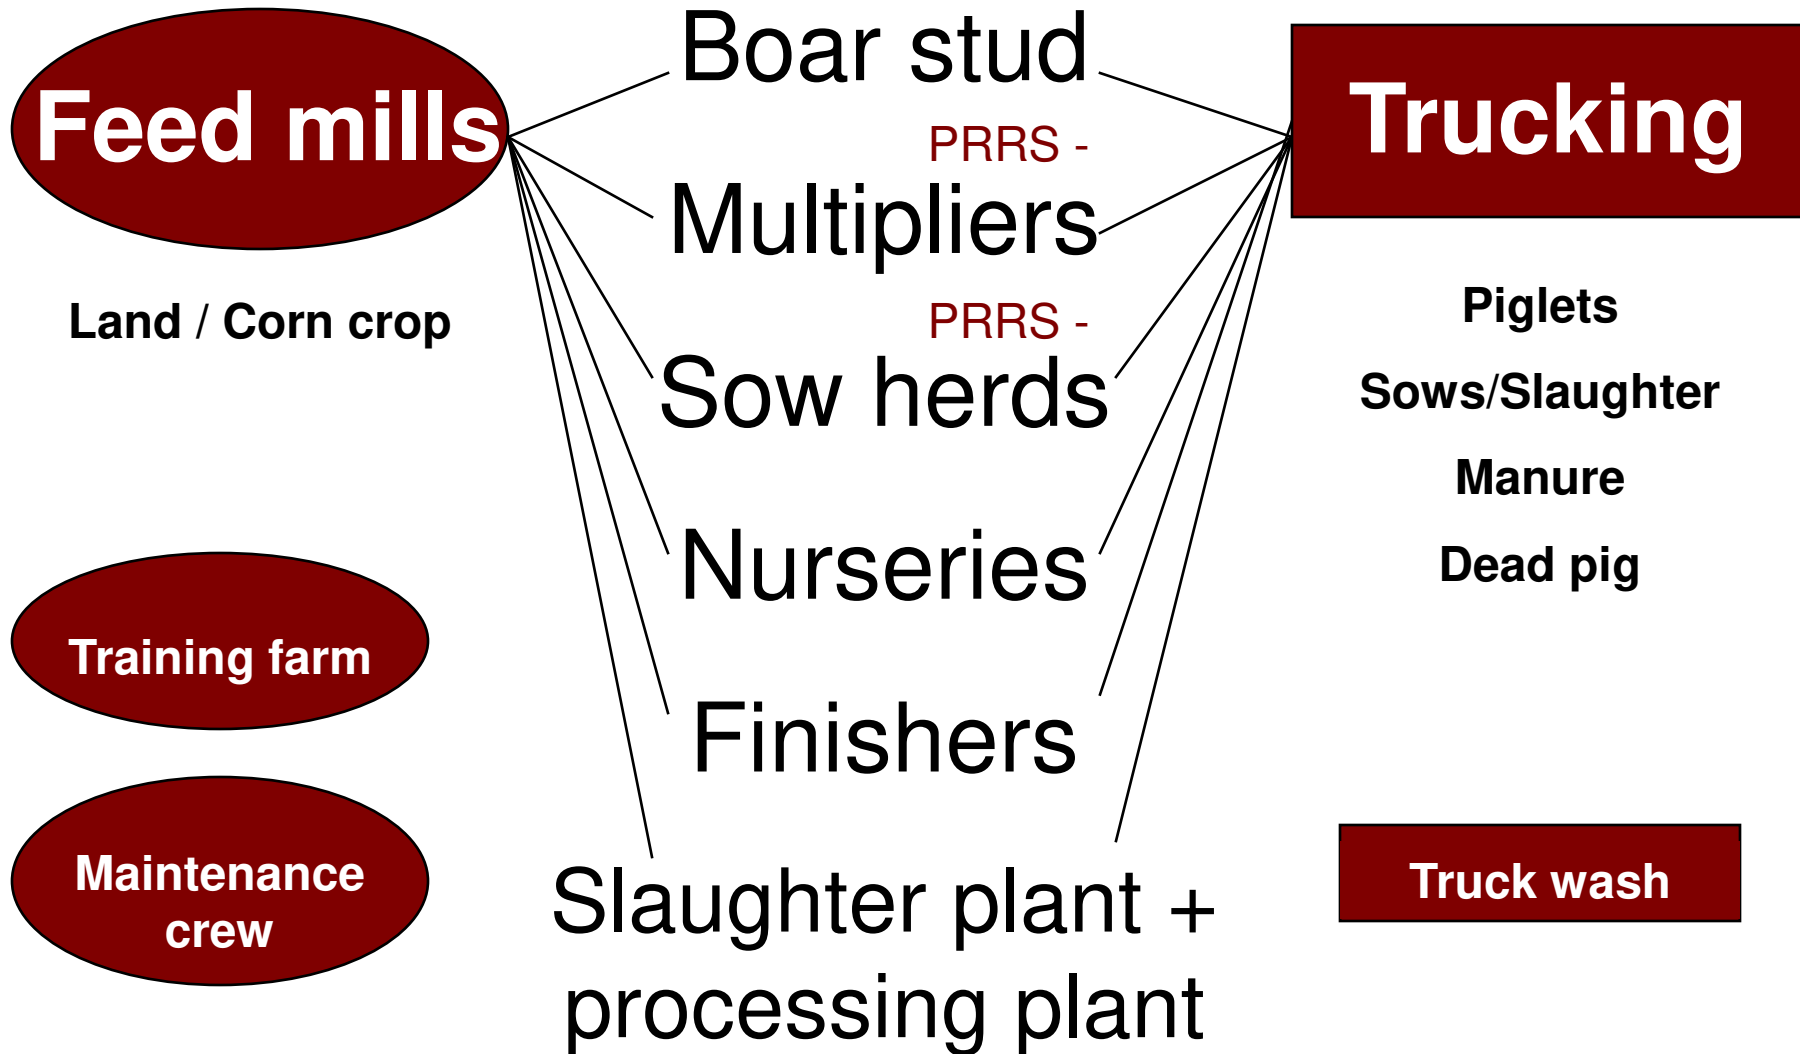 Feed mills
Land / Corn crop
Training farm
Maintenance
crew
Boar stud
PRRS -
Multipliers
PRRS -
Sow herds
Nurseries
Finishers
Slaughter plant +
processing plant
Trucking
Piglets
Sows/Slaughter
Manure
Dead pig
Truck wash